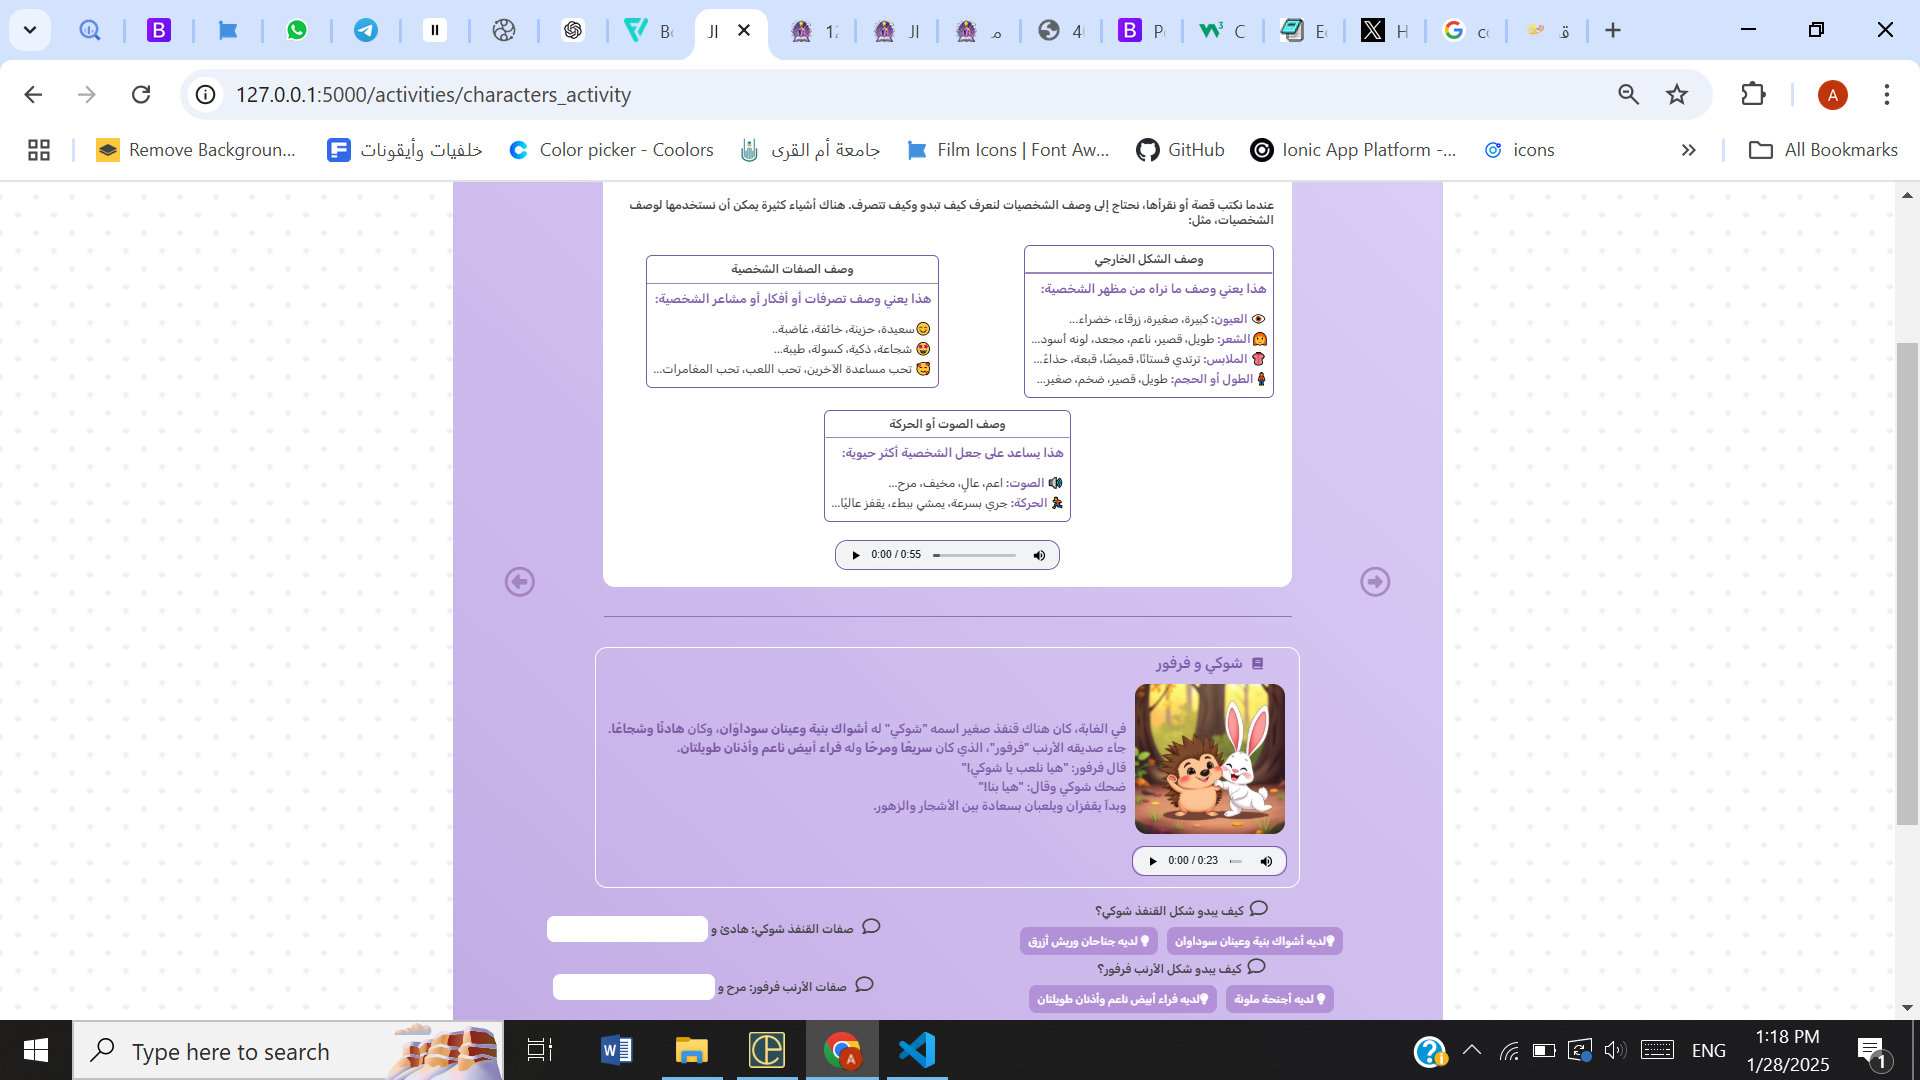 127.0.0.1:5000/activities/characters_activity
Remove Backgroun...
خلفيات وأيقونات
Color picker - Coolors
جامعة أم القرى
Film Icons | Font Aw...
GitHub
Ionic App Platform -...
icons
All Bookmarks
عندما نكتب قصة أو نقرأها، نحتاج إلى وصف الشخصيات لنعرف كيف تبدو وكيف تتصرف. هناك أشياء كثيرة يمكن أن نستخدمها لوصف
الشخصيات، مثل:
وصف الشكل الخارجي
هذا يعني وصف ما نراه من مظهر الشخصية:
العيون: كبيرة، صغيرة، زرقاء، خضراء...
الشعر: طويل، قصير، ناعم، مجعد، لونه أسود...
الملابس: ترتدي فستانًا، قميصًا، قبعة، حذاءً...
الطول أو الحجم: طويل، قصير، ضخم، صغير...
وصف الصفات الشخصية
هذا يعني وصف تصرفات أو أفكار أو مشاعر الشخصية:
سعيدة، حزينة، خائفة، غاضبة..
شجاعة، ذكية، كسولة، طيبة...
تحب مساعدة الآخرين، تحب اللعب، تحب المغامرات...
وصف الصوت أو الحركة
هذا يساعد على جعل الشخصية أكثر حيوية:
الصوت: اعم، عالٍ، مخيف، مرح...
الحركة: جري بسرعة، يمشي ببطء، يقفز عاليًا...
0:00 / 0:55
شوكي و فرفور
في الغابة، كان هناك قنفذ صغير اسمه "شوكي" له أشواك بنية وعينان سوداوَان، وكان هادئًا وشجاعًا.
جاء صديقه الأرنب "فرفور"، الذي كان سريعًا ومرحًا وله فراء أبيض ناعم وأذنان طويلتان.
قال فرفور: "هيا نلعب يا شوكي!"
ضحك شوكي وقال: "هيا بنا!"
وبدآ يقفزان ويلعبان بسعادة بين الأشجار والزهور.
0:00 / 0:23
كيف يبدو شكل القنفذ شوكي؟
لديه أشواك بنية وعينان سوداوان
لديه جناحان وريش أزرق
صفات القنفذ شوكي: هادئ و
كيف يبدو شكل الأرنب فرفور؟
لديه أجنحة ملونة
لديه فراء أبيض ناعم وأذنان طويلتان
صفات الأرنب فرفور: مرح و
Type here to search
ENG
1:18 PM
1/28/2025
1